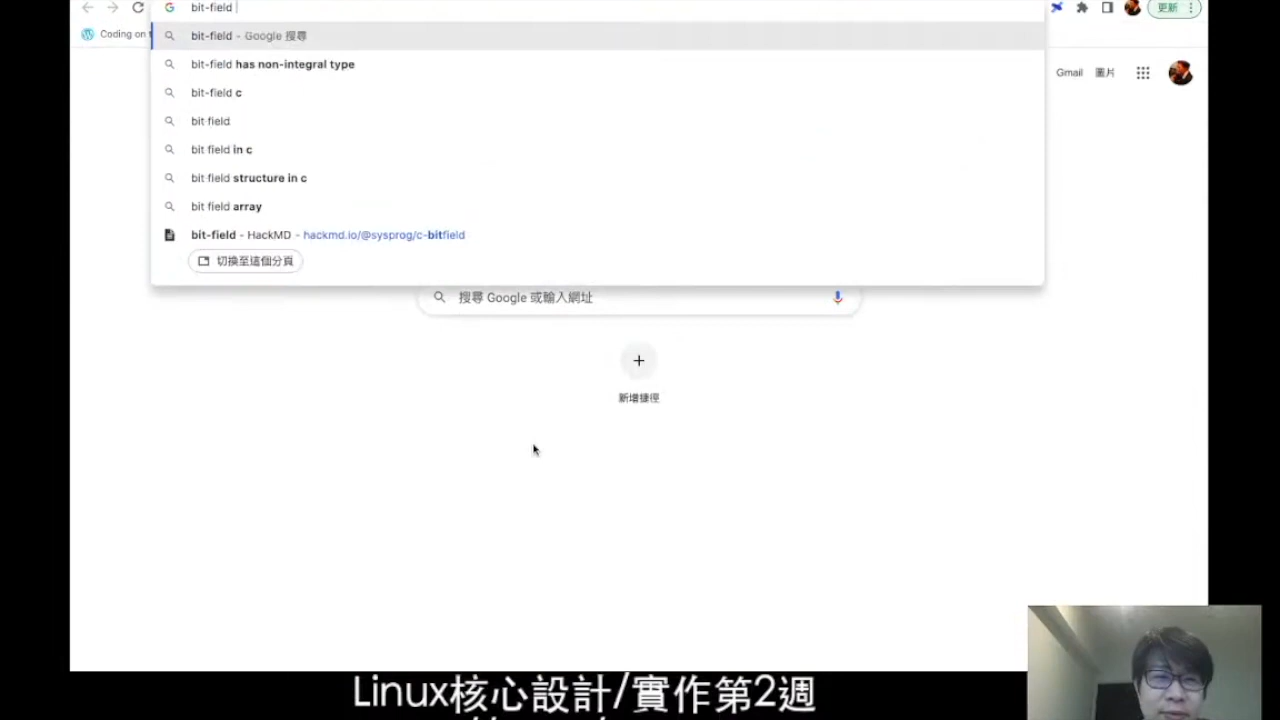 bit-field
更新
Coding on
bit-field - Google 搜尋
bit-field has non-integral type
Gmail
圖片
bit-field c
bit field
bit field in c
bit field structure in c
bit field array
bit-field - HackMD - hackmd.io/@sysprog/c-bitfield
切換至這個分頁
搜尋 Google 或輸入網址
新增捷徑
Linux核心設計/實作第2週